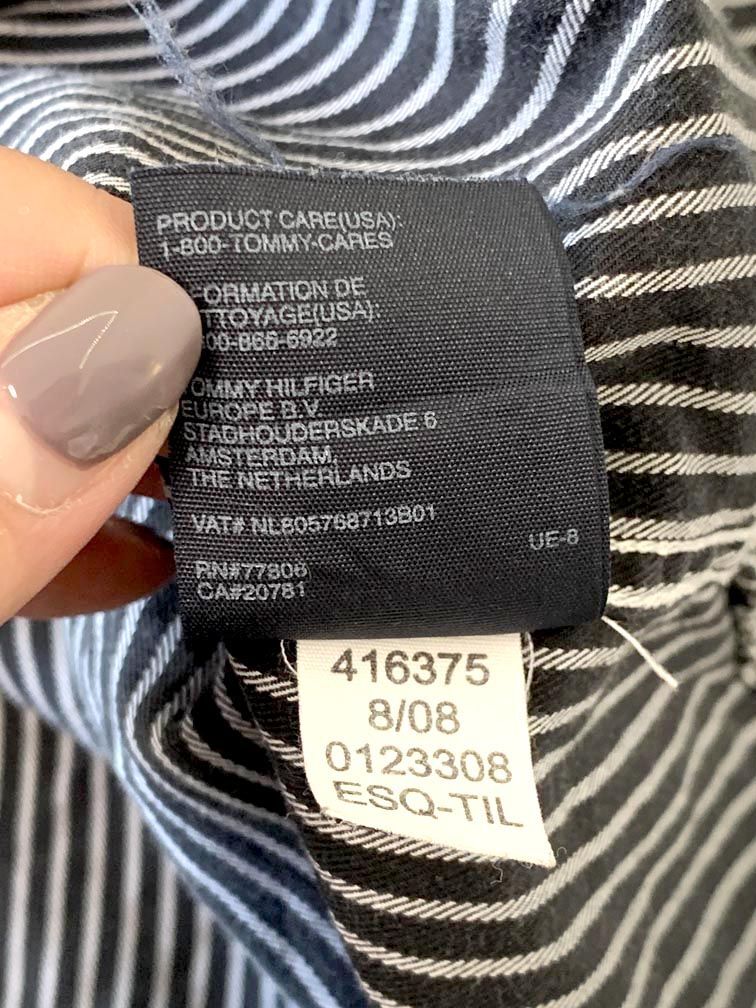 PRODUCT CARE(USA):
1-800-TOMMY-CARES
ORMATION DE
TTOYAGE(USA):
00-866-6922
OMMY HILFIGER
EUROPE B.V
STADHOUDERSKADE 6
AMSTERDAM,
THE NETHERLANDS
VAT# NL805768713B01
UE-8
RN#77806
CA#20781
416375
8/08
0123308
ESQ-TIL